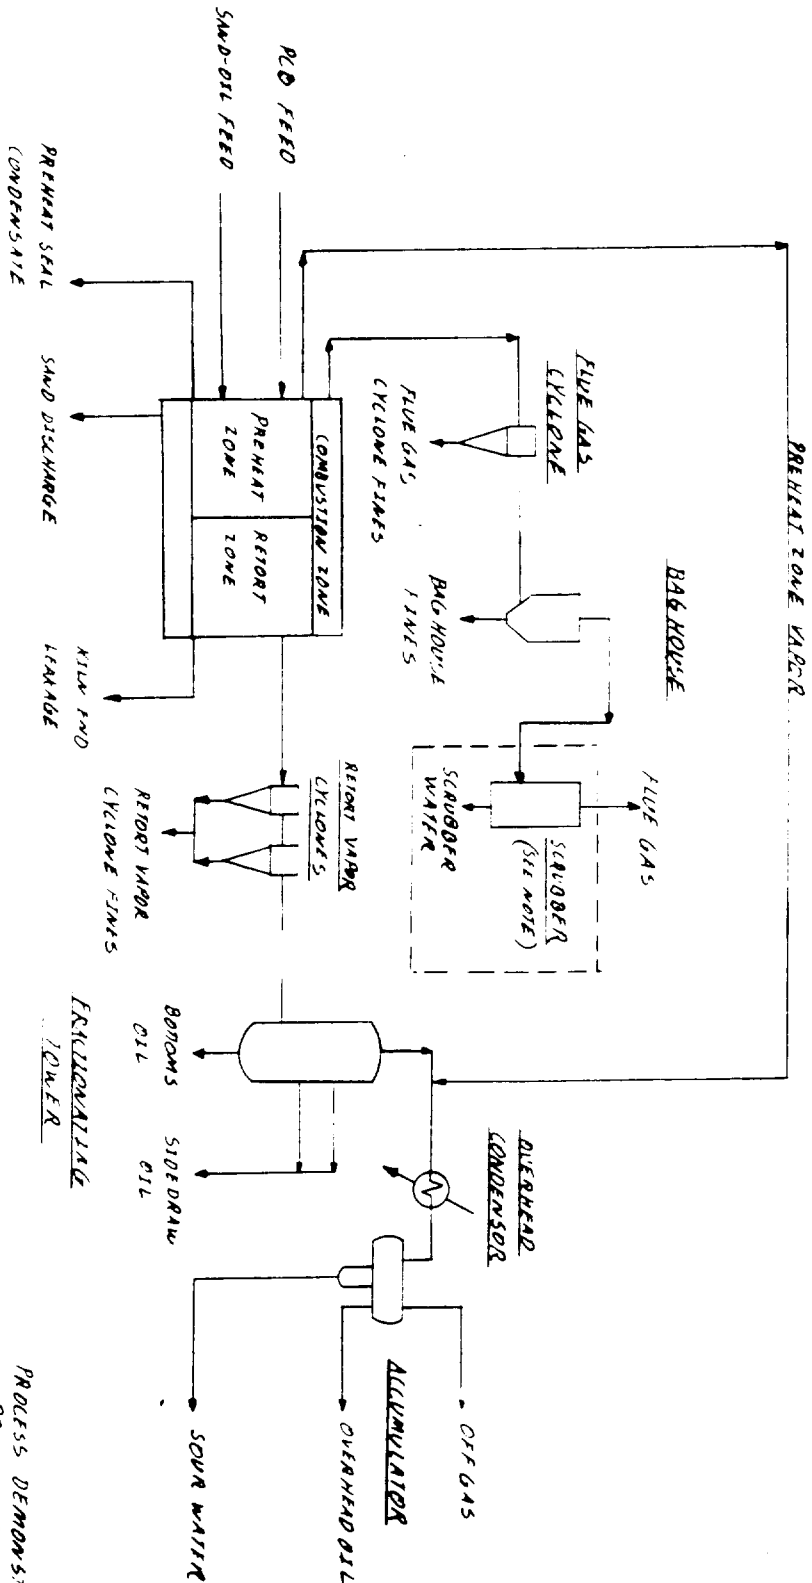 PREHEAT ZONE VAPOR
FLUE GAS
CYCLONE
BAG HOUSE
FLUE GAS
SCRUBBER
(SEE NOTE)
SCRUBBER
WATER
FLUE GAS
CYCLONE FINES
BAG HOUSE
FINES
PCB FEED
SAND-OIL FEED
COMBUSTION ZONE
PREHEAT
ZONE
RETORT
ZONE
PREHEAT SEAL
CONDENSATE
SAND DISCHARGE
KILN END
LEAKAGE
RETORT VAPOR
CYCLONES
RETORT VAPOR
CYCLONE FINES
FRACTIONATING
TOWER
BOTTOMS
OIL
SIDEDRAW
OIL
OVERHEAD
CONDENSOR
ACCUMULATOR
OFF GAS
OVERHEAD OIL
SOUR WATER
PROCESS